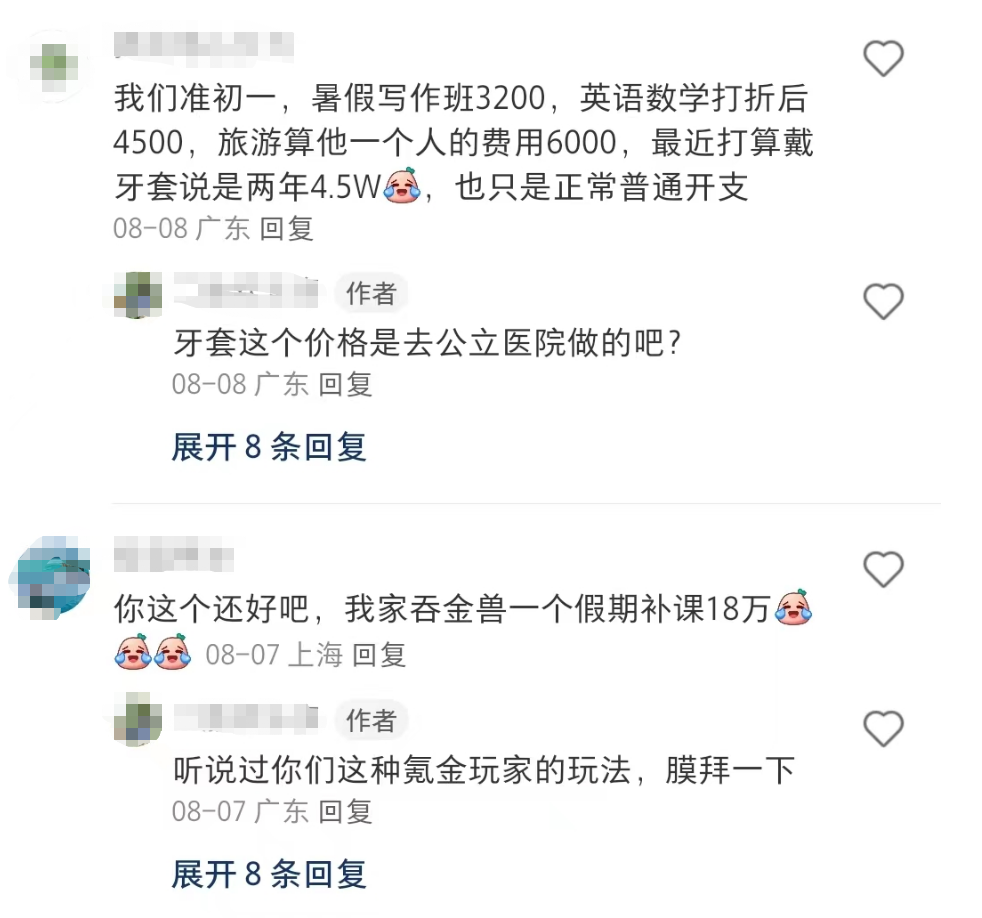 我们准初一，暑假写作班3200，英语数学打折后
4500，旅游算他一个人的费用6000，最近打算戴
牙套说是两年4.5W，也只是正常普通开支
08-08 广东 回复
作者
牙套这个价格是去公立医院做的吧？
08-08 广东 回复
展开 8 条回复
你这个还好吧，我家吞金兽一个假期补课18万
08-07 上海 回复
作者
听说过你们这种氪金玩家的玩法，膜拜一下
08-07 广东 回复
展开 8 条回复